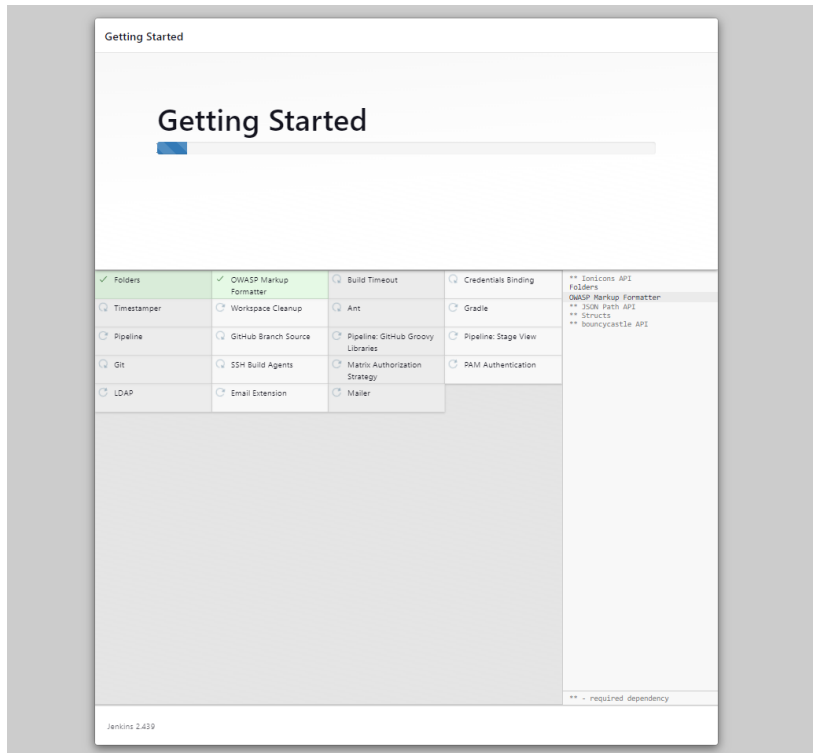 Getting Started
Getting Started
Folders
OWASP Markup
Formatter
Build Timeout
Credentials Binding
Timestamper
Workspace Cleanup
Ant
Gradle
Pipeline
GitHub Branch Source
Pipeline: GitHub Groovy
Libraries
Pipeline: Stage View
Git
SSH Build Agents
Matrix Authorization
Strategy
PAM Authentication
LDAP
Email Extension
Mailer
** Ionicons API
Folders
OWASP Markup Formatter
** JSON Path API
** Structs
** bouncycastle API
** - required dependency
Jenkins 2.439